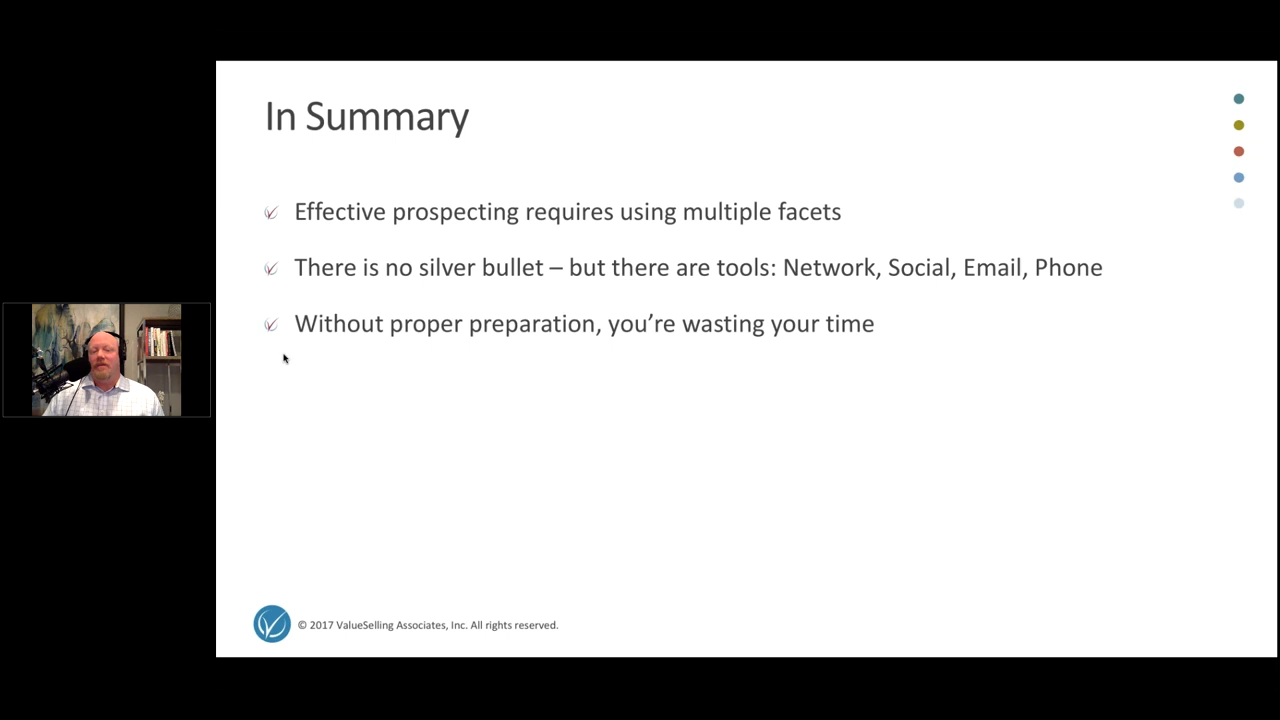 In Summary
Effective prospecting requires using multiple facets
There is no silver bullet – but there are tools: Network, Social, Email, Phone
Without proper preparation, you’re wasting your time
© 2017 ValueSelling Associates, Inc. All rights reserved.